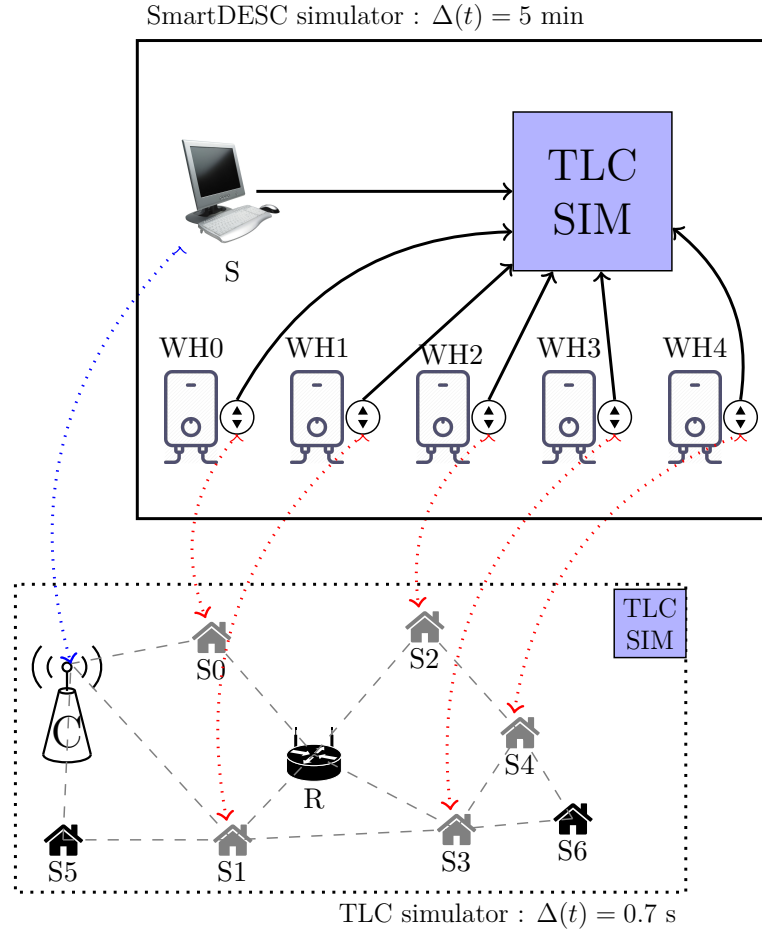 SmartDESC simulator : Δ(t) = 5 min
TLC
SIM
S
WH0 WH1 WH2 WH3 WH4
TLC
SIM
S0 S2
C
S4
R
S5 S1 S3 S6
TLC simulator : Δ(t) = 0.7 s